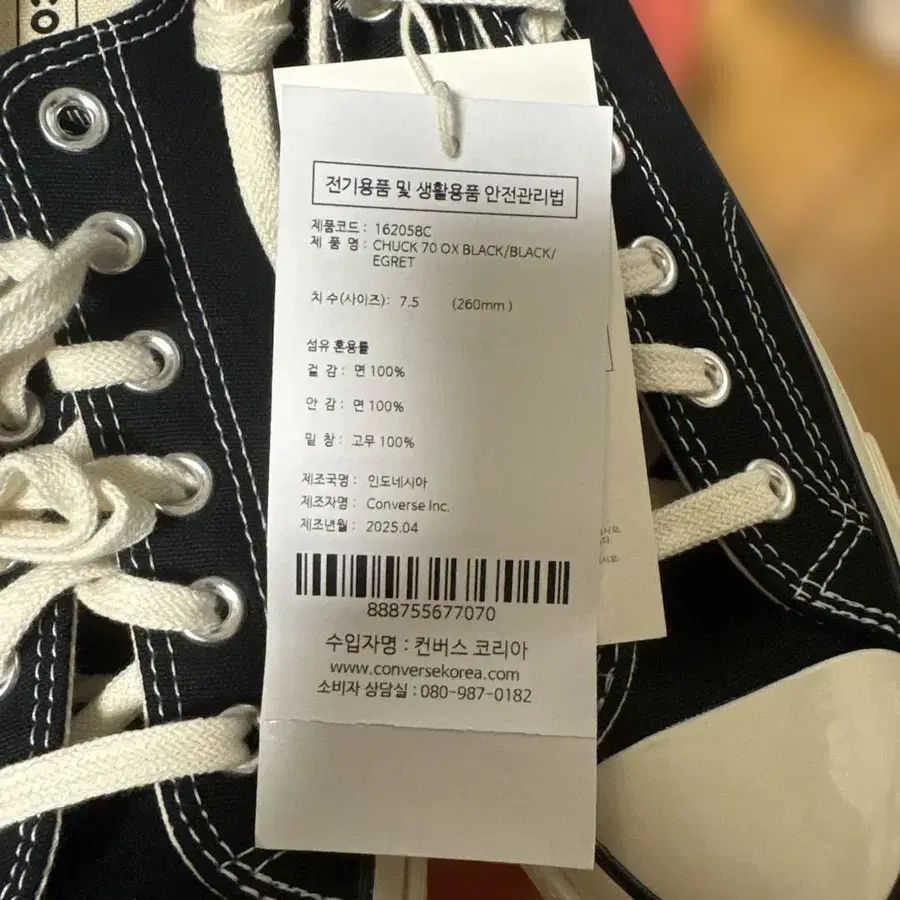 co
전기용품 및 생활용품 안전관리법
제품코드 : 162058C
제 품 명 : CHUCK 70 OX BLACK/BLACK/
EGRET
치 수(사이즈) : 7.5 (260mm)
섬유 혼용률
겉 감 : 면 100%
안 감 : 면 100%
밑 창 : 고무 100%
제조국명 : 인도네시아
제조자명 : Converse Inc.
제조년월 : 2025.04
888755677070
수입자명 : 컨버스 코리아
www.conversekorea.com
소비자 상담실 : 080-987-0182